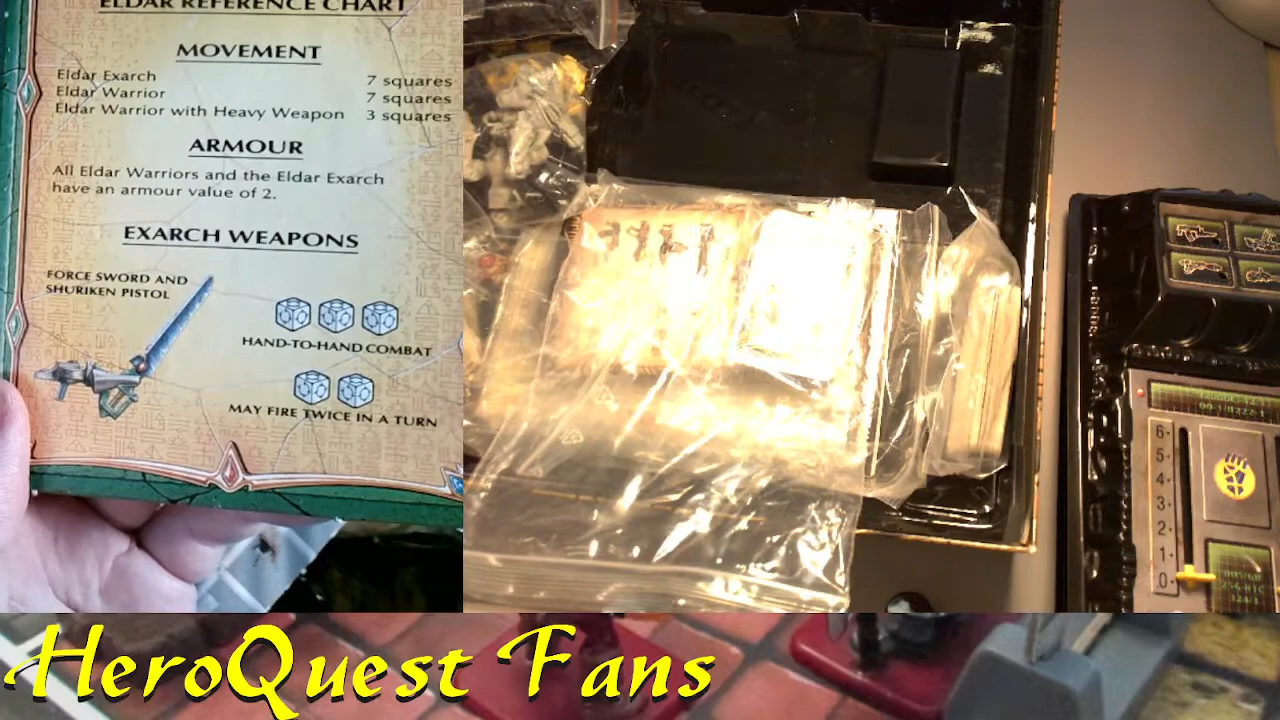 ELDAR REFERENCE CHART
MOVEMENT
Eldar Exarch 7 squares
Eldar Warrior 7 squares
Eldar Warrior with Heavy Weapon 3 squares
ARMOUR
All Eldar Warriors and the Eldar Exarch
have an armour value of 2.
EXARCH WEAPONS
FORCE SWORD AND
SHURIKEN PISTOL
HAND-TO-HAND COMBAT
MAY FIRE TWICE IN A TURN
6
5
4
3
2
1
0
HeroQuest Fans